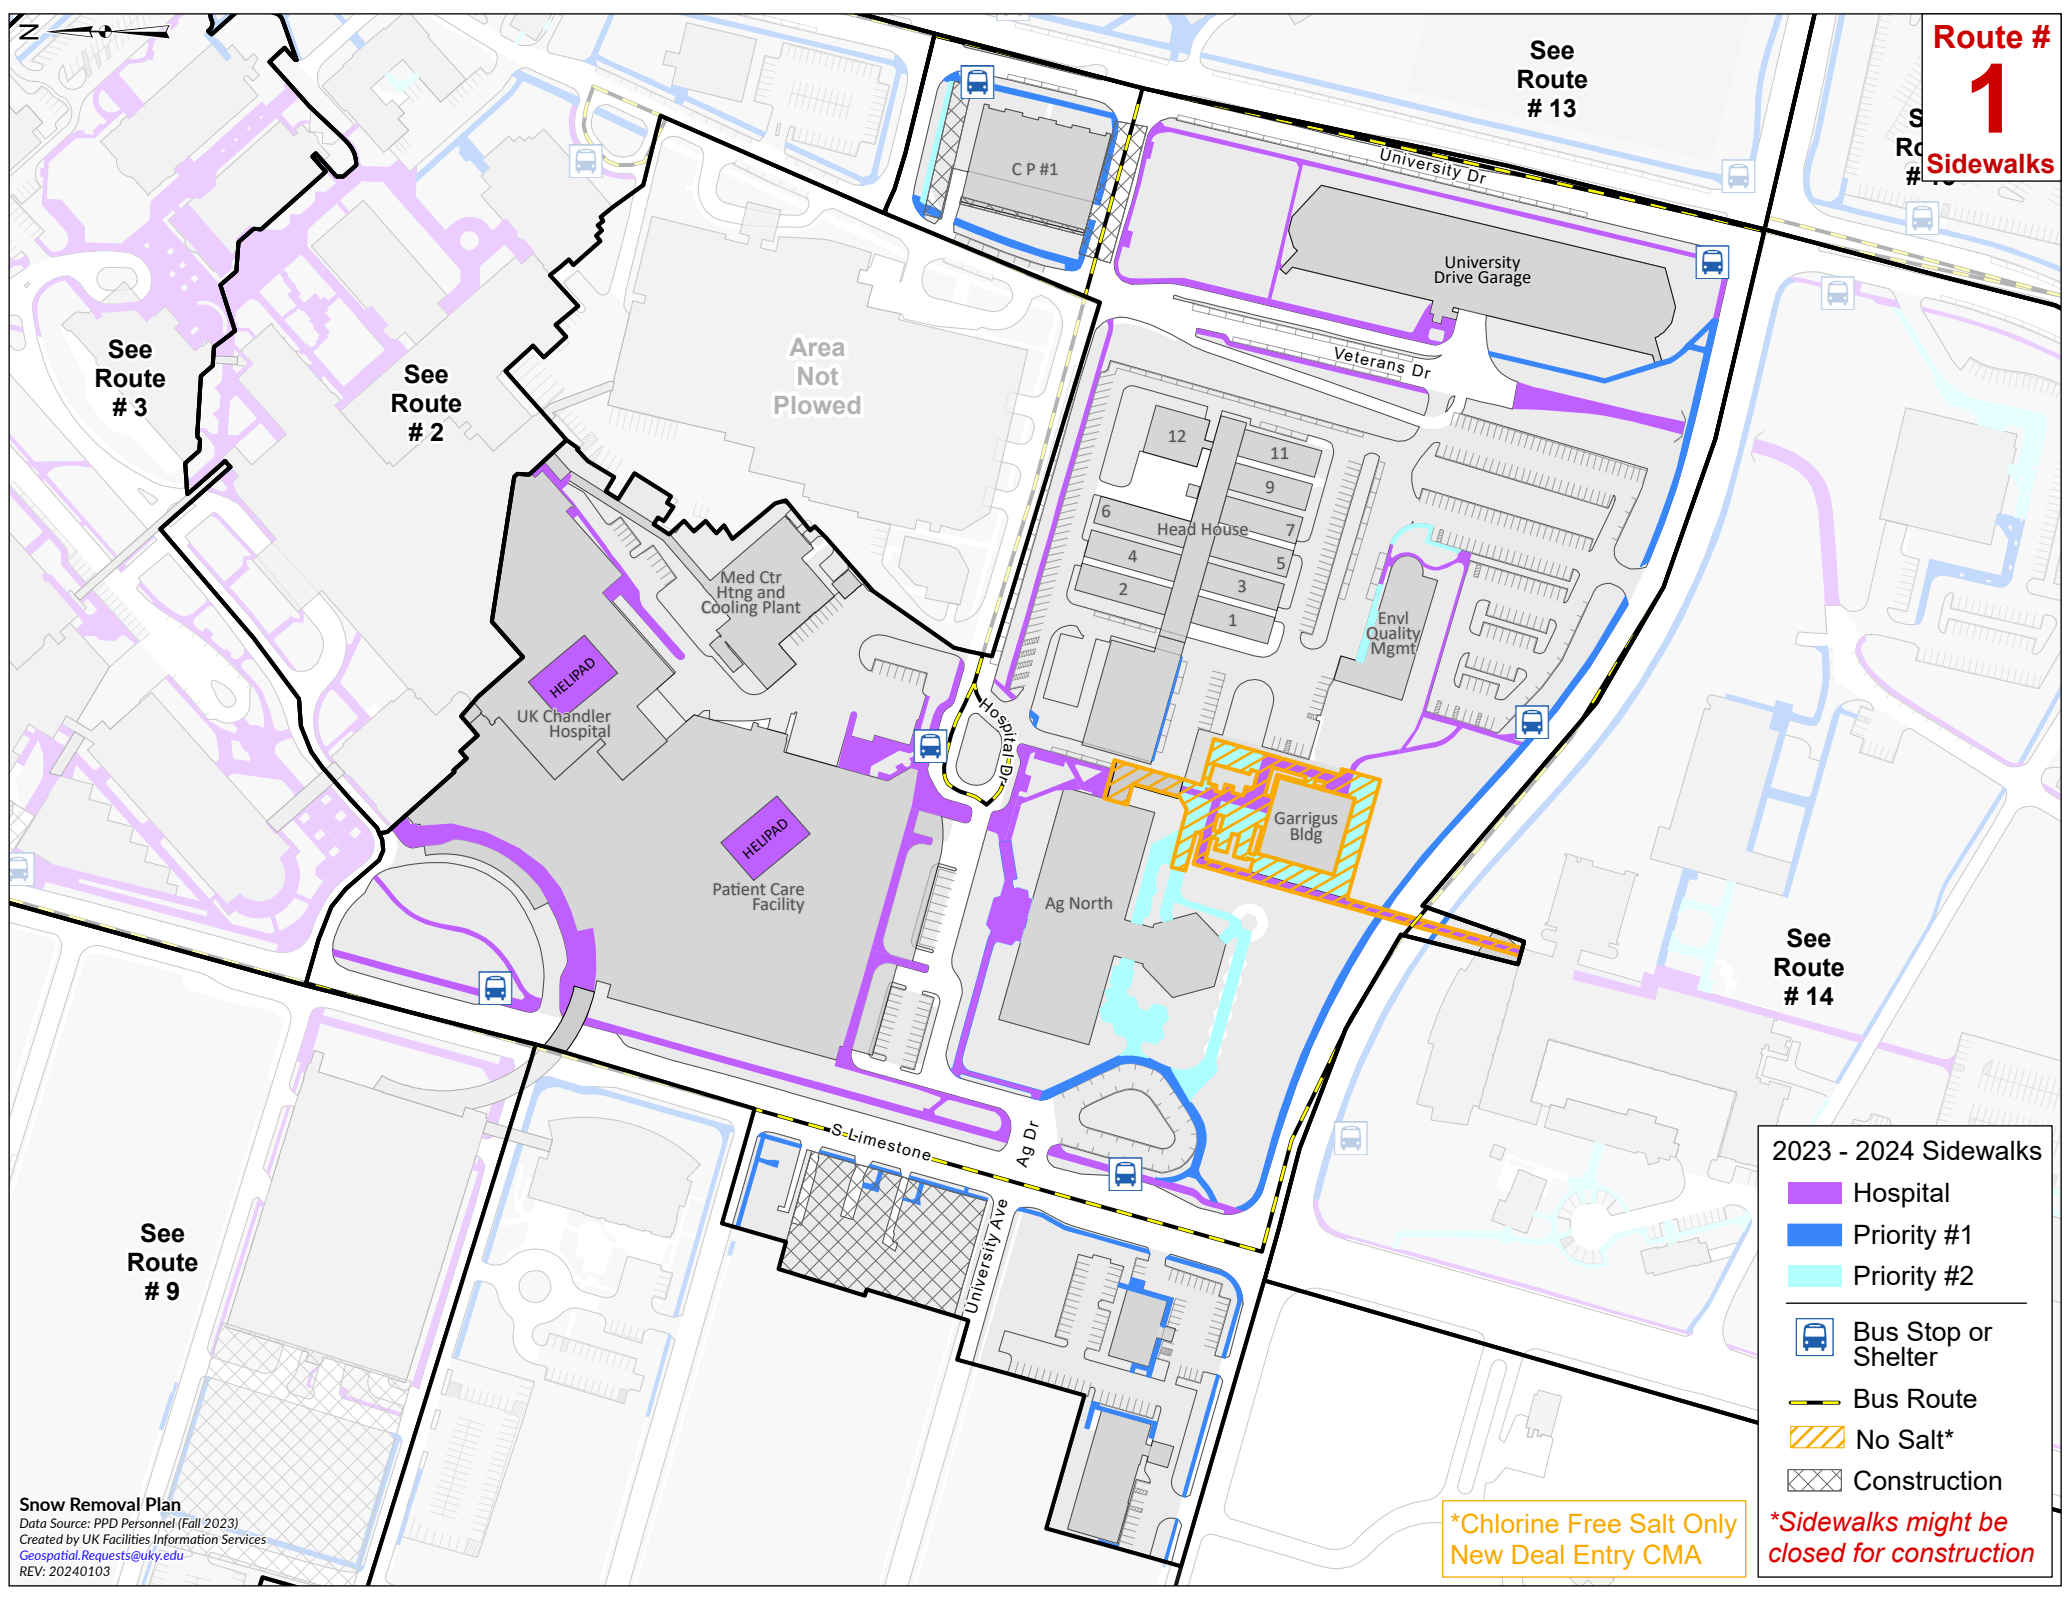 N
Route #
1
Sidewalks
See
Route
# 13
S
Ro
#
University Dr
C P #1
University
Drive Garage
Veterans Dr
See
Route
# 3
See
Route
# 2
Area
Not
Plowed
12
11
9
6
Head House
7
4
5
2
3
1
Med Ctr
Htng and
Cooling Plant
Envl
Quality
Mgmt
HELIPAD
UK Chandler
Hospital
Hospital Dr
HELIPAD
Garrigus
Bldg
Patient Care
Facility
Ag North
See
Route
# 14
S Limestone
Ag Dr
University Ave
See
Route
# 9
2023 - 2024 Sidewalks
Hospital
Priority #1
Priority #2
Bus Stop or
Shelter
Bus Route
No Salt*
Construction
*Sidewalks might be
closed for construction
*Chlorine Free Salt Only
New Deal Entry CMA
Snow Removal Plan
Data Source: PPD Personnel (Fall 2023)
Created by UK Facilities Information Services
Geospatial.Requests@uky.edu
REV: 20240103